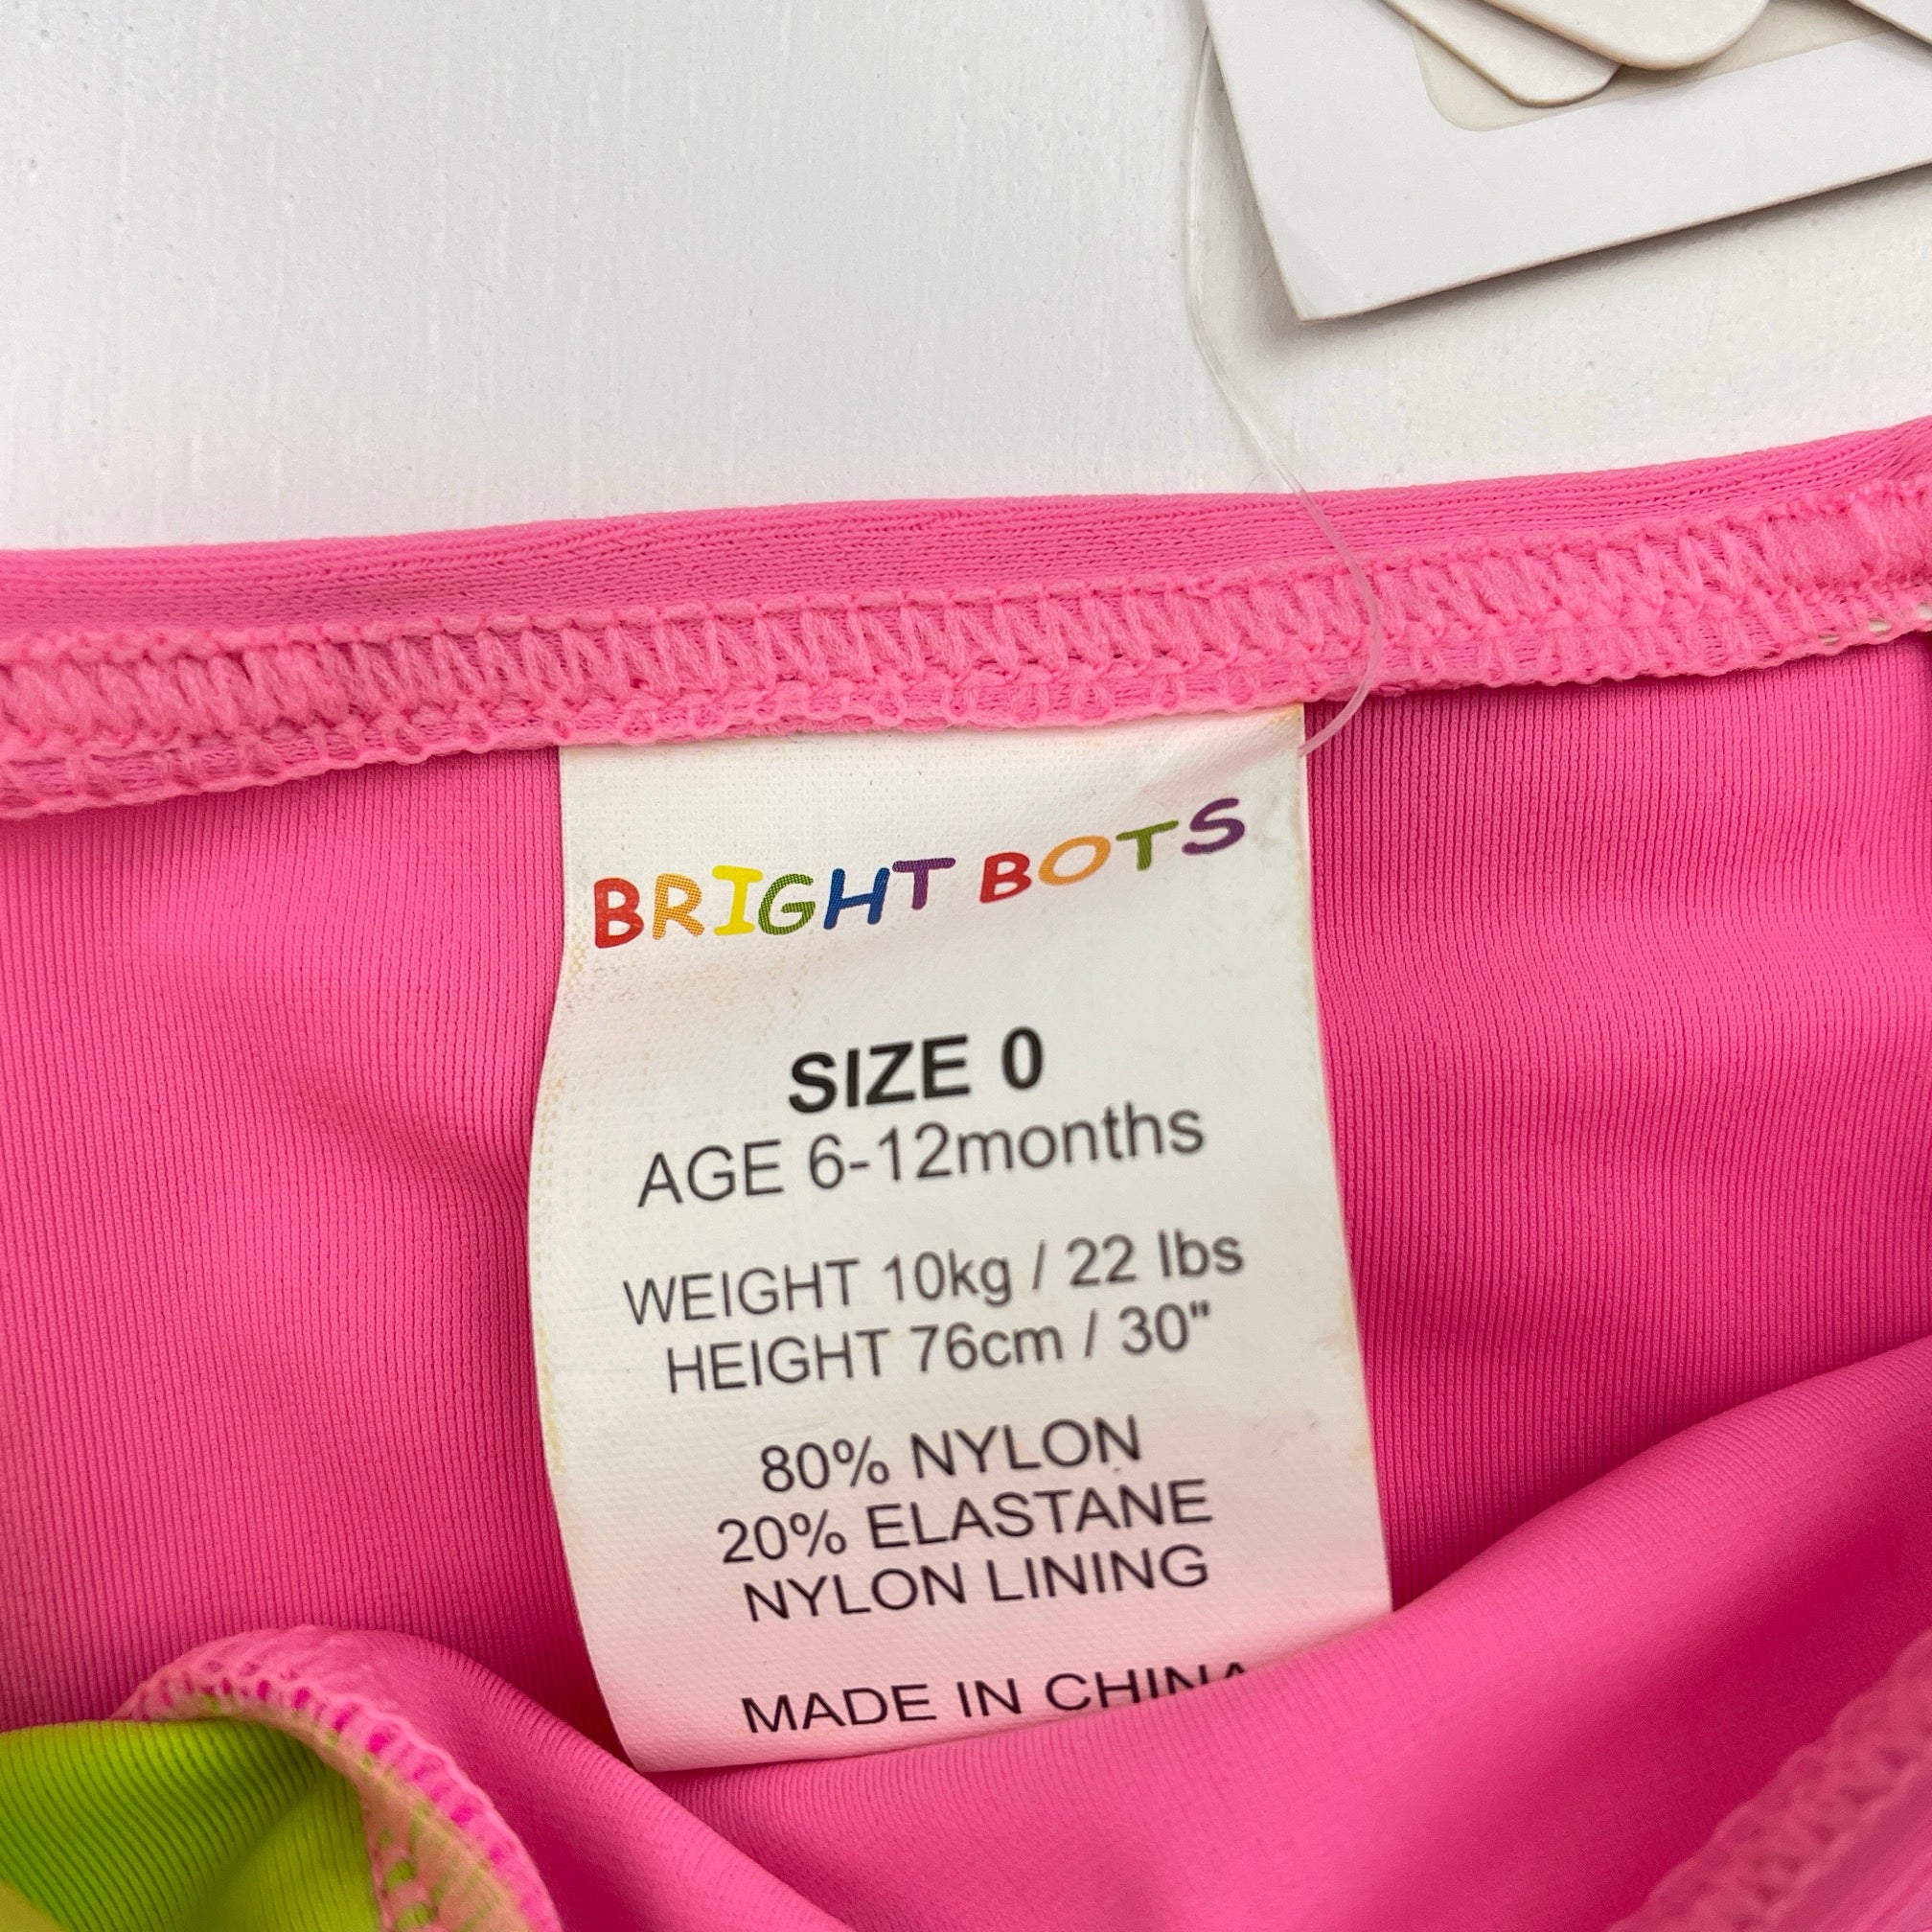 BRIGHT BOTS
SIZE 0
AGE 6-12months
WEIGHT 10kg / 22 lbs
HEIGHT 76cm / 30"
80% NYLON
20% ELASTANE
NYLON LINING
MADE IN CHINA